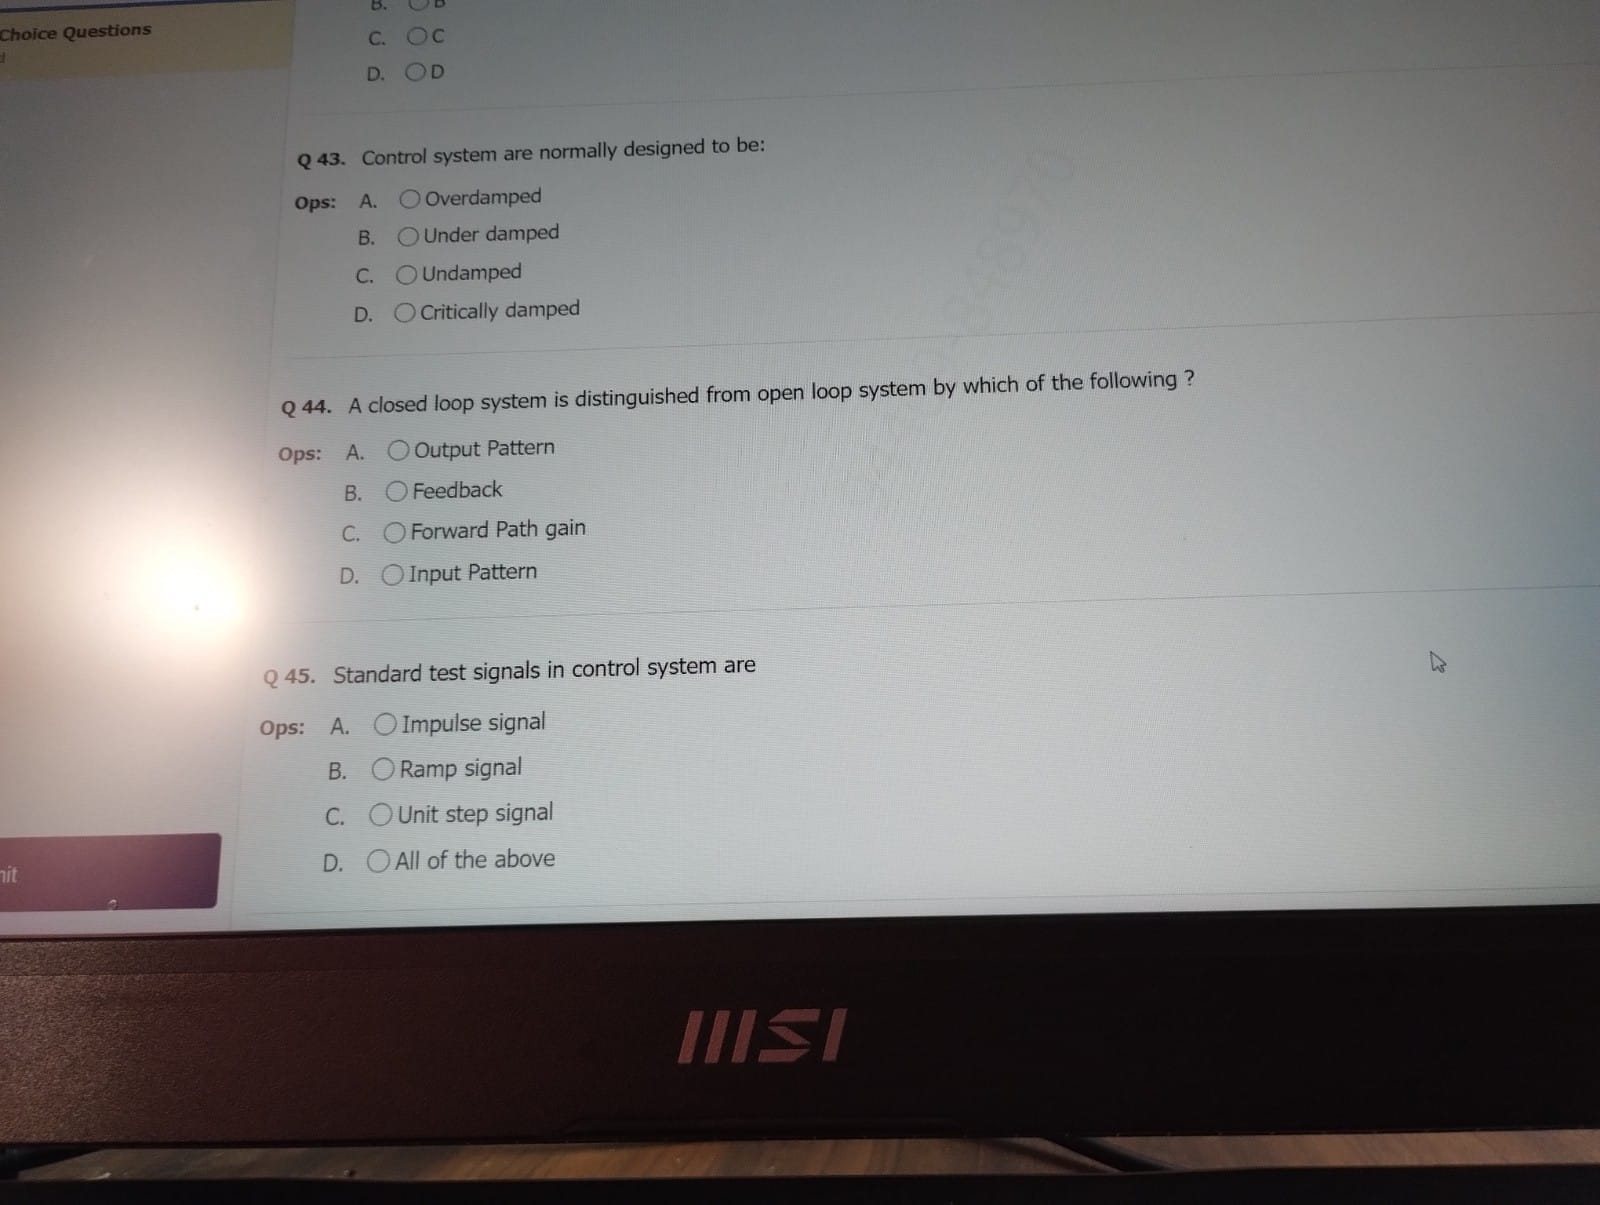 Choice Questions
B. B
C. C
D. D
Q 43. Control system are normally designed to be:
Ops: A. Overdamped
B. Under damped
C. Undamped
D. Critically damped
Q 44. A closed loop system is distinguished from open loop system by which of the following ?
Ops: A. Output Pattern
B. Feedback
C. Forward Path gain
D. Input Pattern
Q 45. Standard test signals in control system are
Ops: A. Impulse signal
B. Ramp signal
C. Unit step signal
D. All of the above
mit
msi